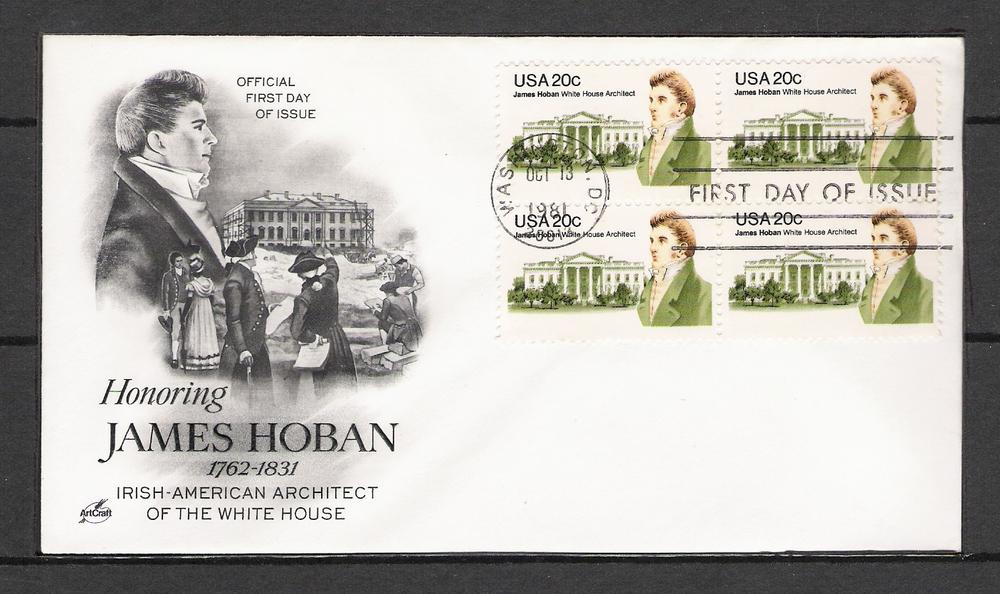 OFFICIAL
FIRST DAY
OF ISSUE
Honoring
JAMES HOBAN
1762-1831
IRISH-AMERICAN ARCHITECT
OF THE WHITE HOUSE
ArtCraft
USA 20c
James Hoban White House Architect
USA 20c
James Hoban White House Architect
OCT 13
1981
DC
FIRST DAY OF ISSUE
USA 20c
James Hoban White House Architect
USA 20c
James Hoban White House Architect